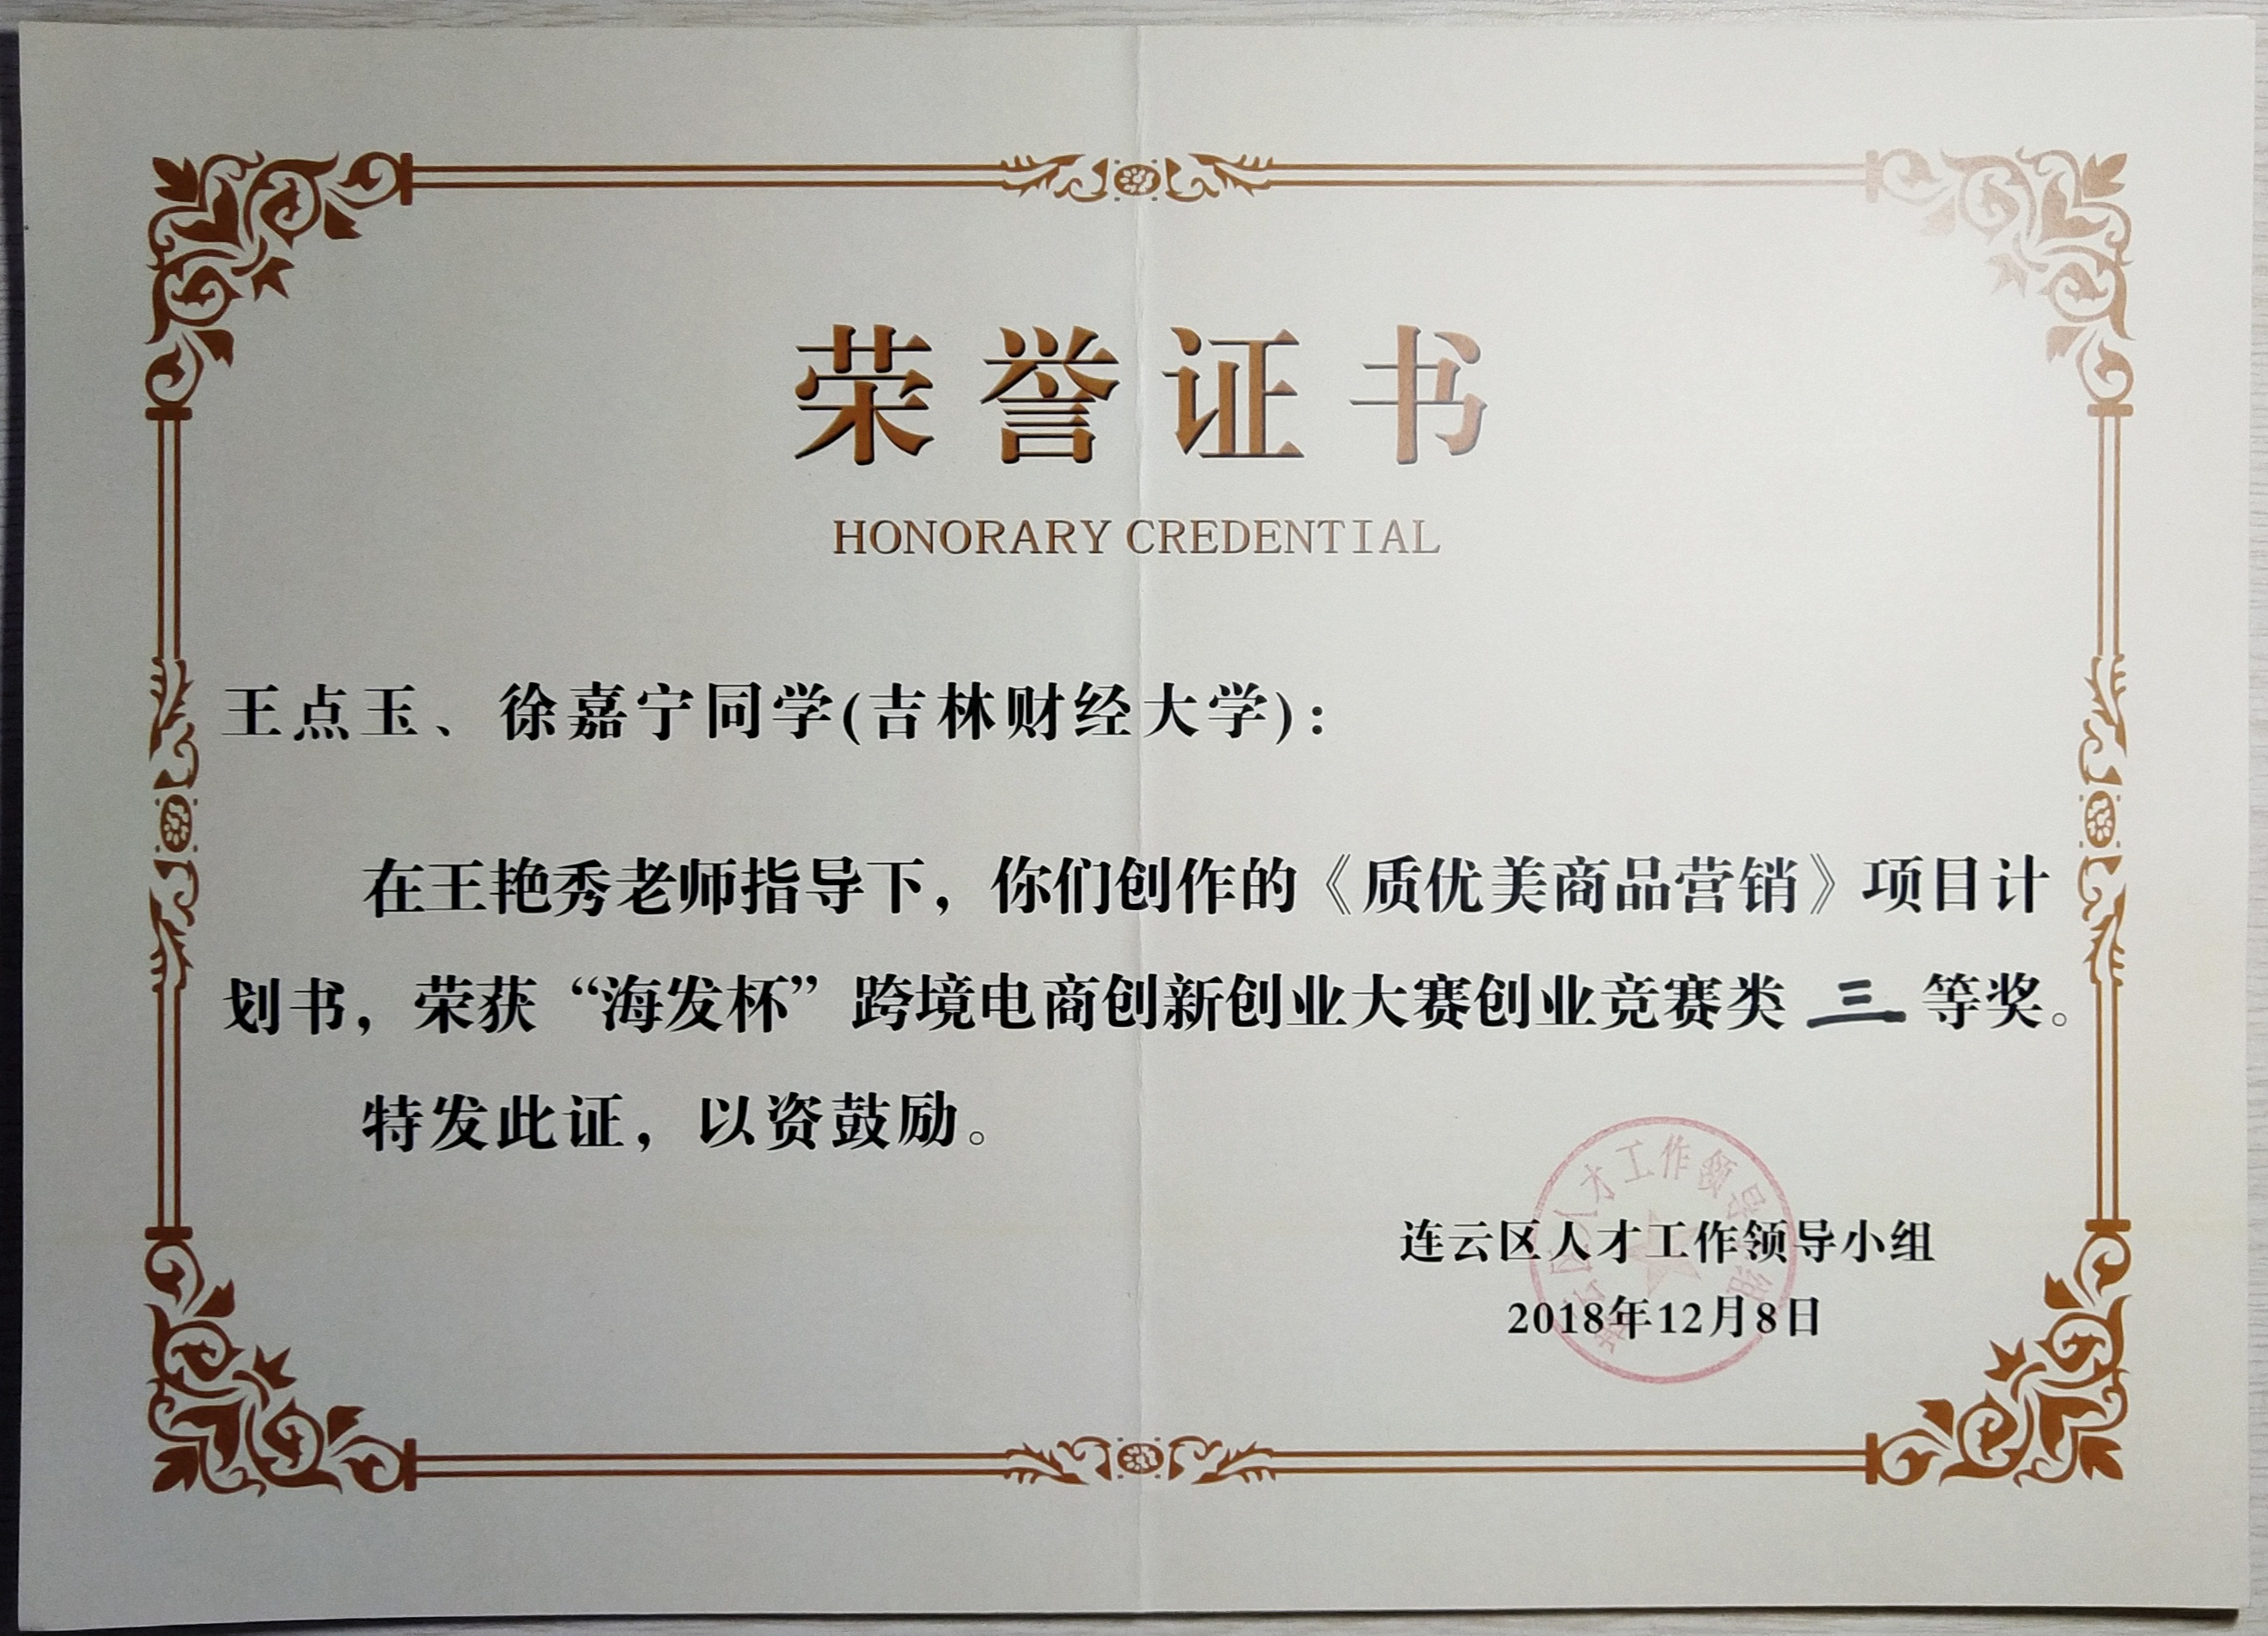 荣誉证书
HONORARY CREDENTIAL
王点玉、徐嘉宁同学(吉林财经大学)：
在王艳秀老师指导下，你们创作的《质优美商品营销》项目计
划书，荣获“海发杯”跨境电商创新创业大赛创业竞赛类 三 等奖。
特发此证，以资鼓励。
连云区人才工作领导小组
2018年12月8日